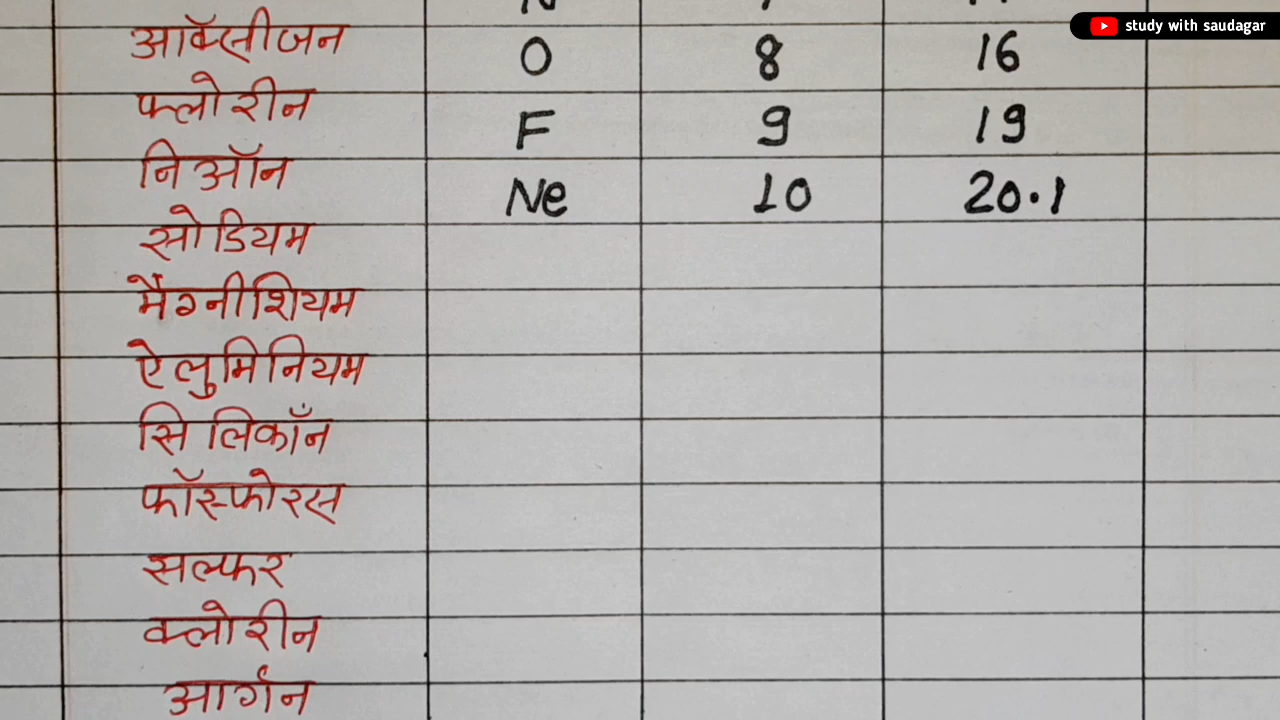 study with saudagar
ऑक्सीजन O 8 16
फ्लोरीन F 9 19
निऑन Ne 10 20.1
सोडियम
मैग्नीशियम
ऐलुमिनियम
सिलिकाँन
फॉस्फोरस
सल्फर
क्लोरीन
आर्गन